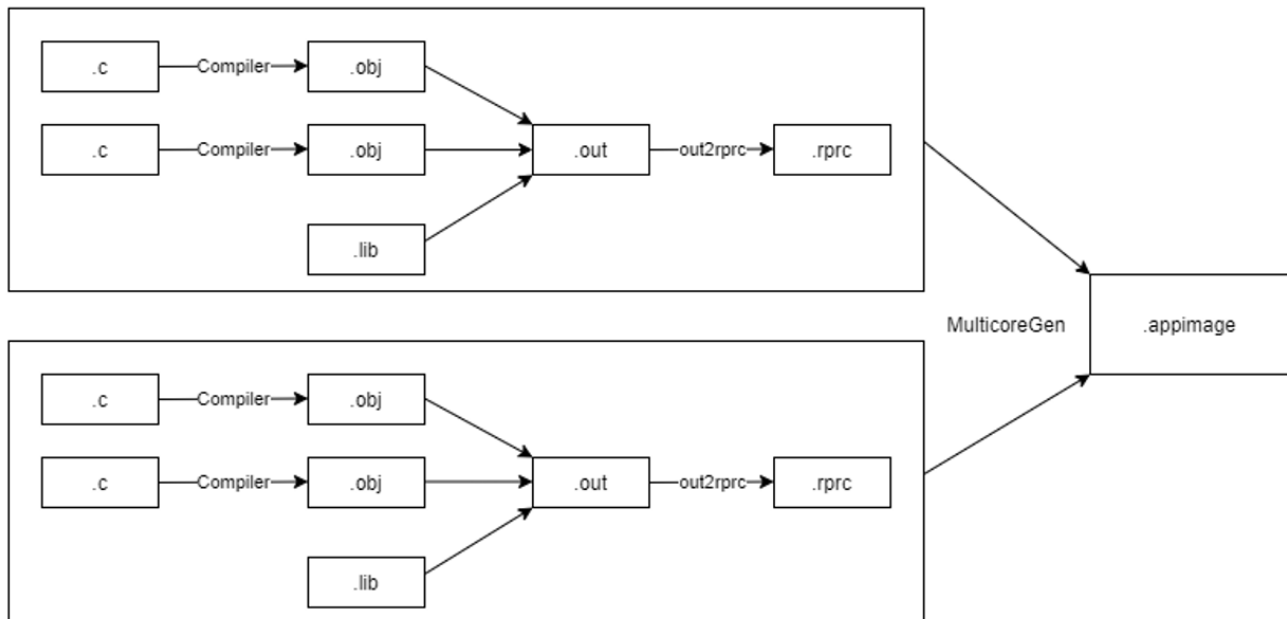 .c Compiler .obj
.c Compiler .obj .out out2rprc .rprc
.lib
MulticoreGen .appimage
.c Compiler .obj
.c Compiler .obj .out out2rprc .rprc
.lib